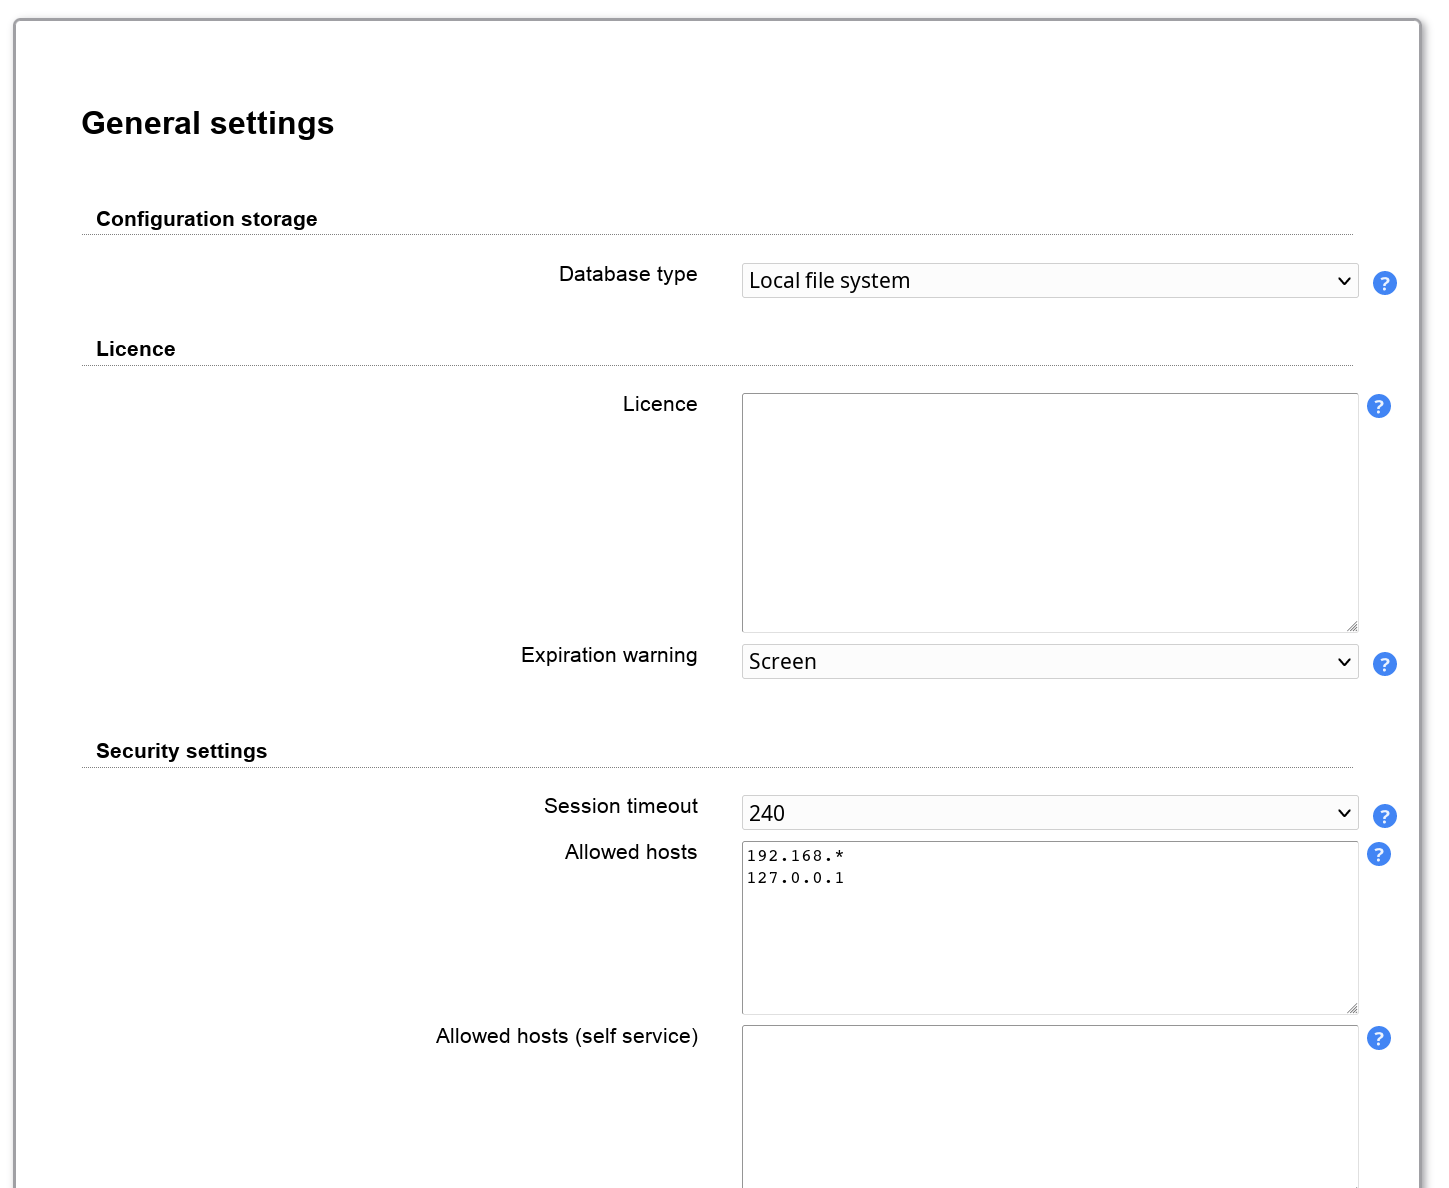 General settings
Configuration storage
Database type
Local file system
?
Licence
Licence
?
Expiration warning
Screen
?
Security settings
Session timeout
240
?
Allowed hosts
192.168.*
127.0.0.1
?
Allowed hosts (self service)
?